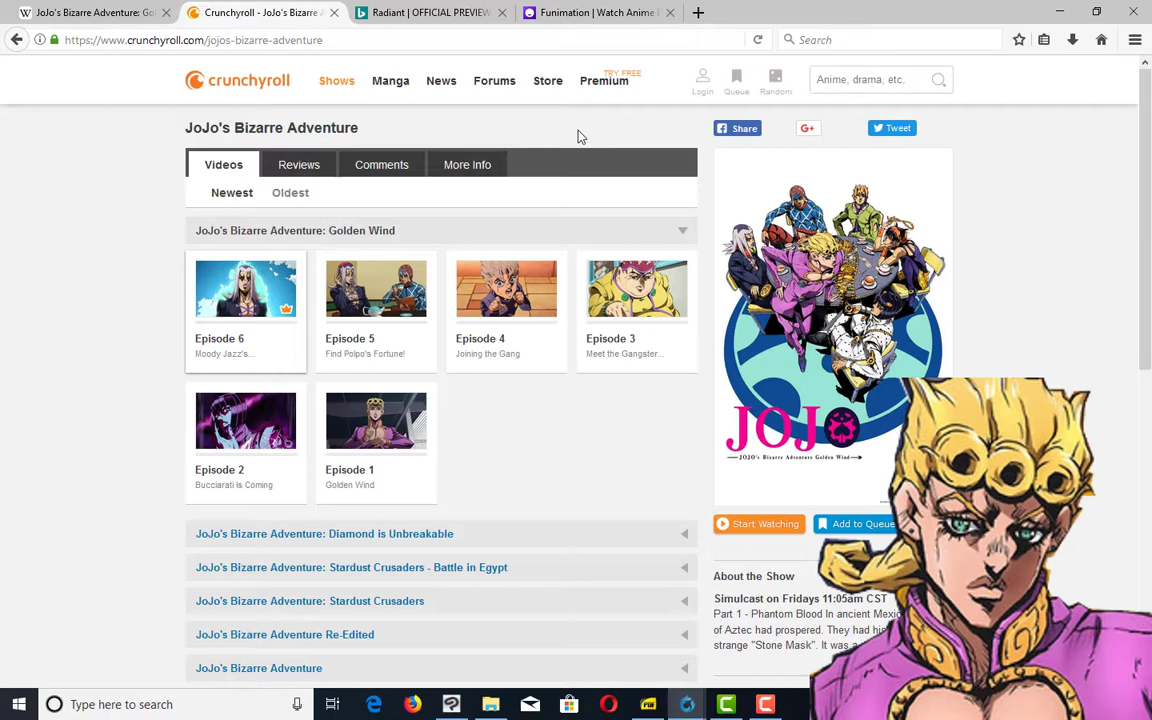 JoJo's Bizarre Adventure: Gol
Crunchyroll - JoJo's Bizarre A
Radiant | OFFICIAL PREVIEW
Funimation | Watch Anime E
https://www.crunchyroll.com/jojos-bizarre-adventure
Search
crunchyroll
Shows
Manga
News
Forums
Store
Premium
TRY FREE
Login
Queue
Random
Anime, drama, etc.
JoJo's Bizarre Adventure
Share
G+
Tweet
Videos
Reviews
Comments
More Info
Newest
Oldest
JoJo's Bizarre Adventure: Golden Wind
Episode 6
Moody Jazz's...
Episode 5
Find Polpo's Fortune!
Episode 4
Joining the Gang
Episode 3
Meet the Gangster...
Episode 2
Bucciarati Is Coming
Episode 1
Golden Wind
JOJO
JOJO's Bizarre Adventure Golden Wind
Start Watching
Add to Queue
JoJo's Bizarre Adventure: Diamond is Unbreakable
JoJo's Bizarre Adventure: Stardust Crusaders - Battle in Egypt
JoJo's Bizarre Adventure: Stardust Crusaders
JoJo's Bizarre Adventure Re-Edited
JoJo's Bizarre Adventure
About the Show
Simulcast on Fridays 11:05am CST
Part 1 - Phantom Blood In ancient Mexic
of Aztec had prospered. They had his
strange "Stone Mask". It was a
Type here to search